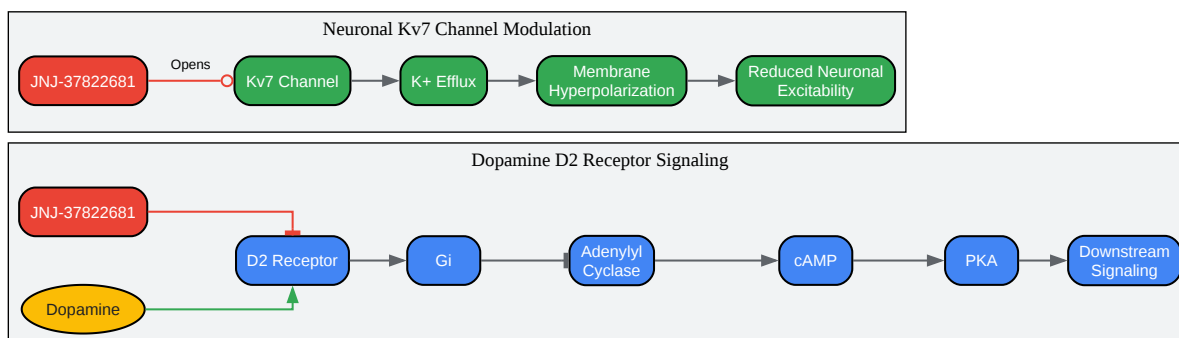 Neuronal Kv7 Channel Modulation
JNJ-37822681
Opens
Kv7 Channel
K+ Efflux
Membrane
Hyperpolarization
Reduced Neuronal
Excitability
Dopamine D2 Receptor Signaling
JNJ-37822681
D2 Receptor
Gi
Adenylyl
Cyclase
cAMP
PKA
Downstream
Signaling
Dopamine